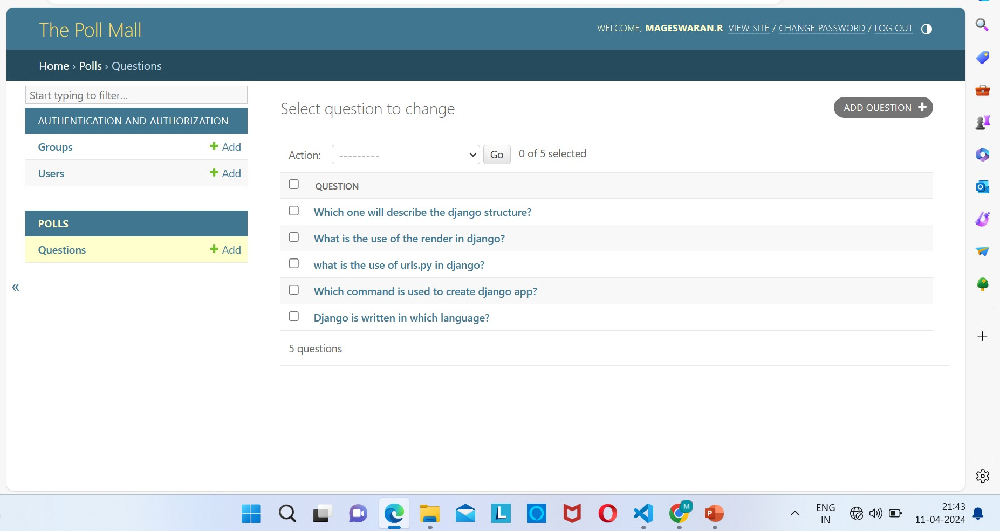 The Poll Mall
WELCOME, MAGESWARAN.R. VIEW SITE / CHANGE PASSWORD / LOG OUT
Home › Polls › Questions
Start typing to filter...
AUTHENTICATION AND AUTHORIZATION
Groups + Add
Users + Add
POLLS
Questions + Add
«
Select question to change
ADD QUESTION +
Action: --------- Go 0 of 5 selected
QUESTION
Which one will describe the django structure?
What is the use of the render in django?
what is the use of urls.py in django?
Which command is used to create django app?
Django is written in which language?
5 questions
L
M
P
ENG
IN
21:43
11-04-2024